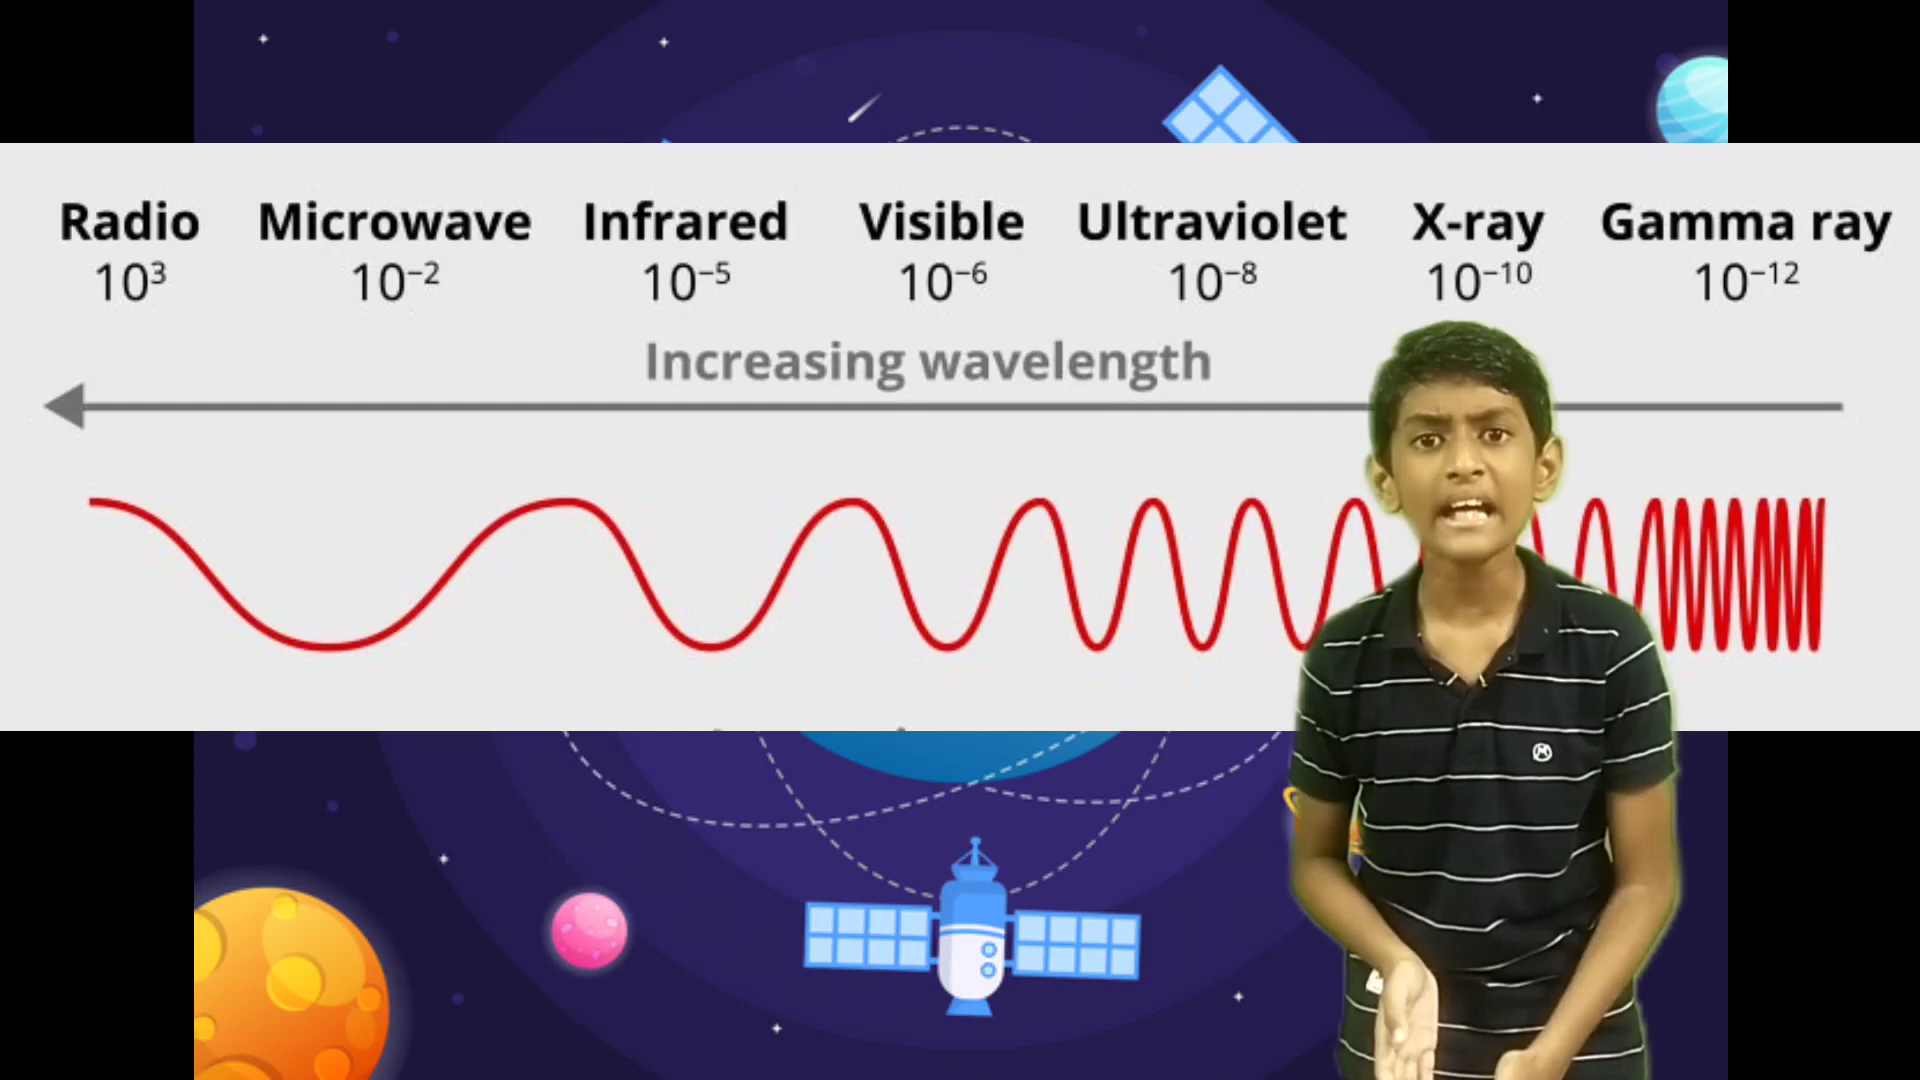 Radio Microwave Infrared Visible Ultraviolet X-ray Gamma ray
10³ 10⁻² 10⁻⁵ 10⁻⁶ 10⁻⁸ 10⁻¹⁰ 10⁻¹²
Increasing wavelength